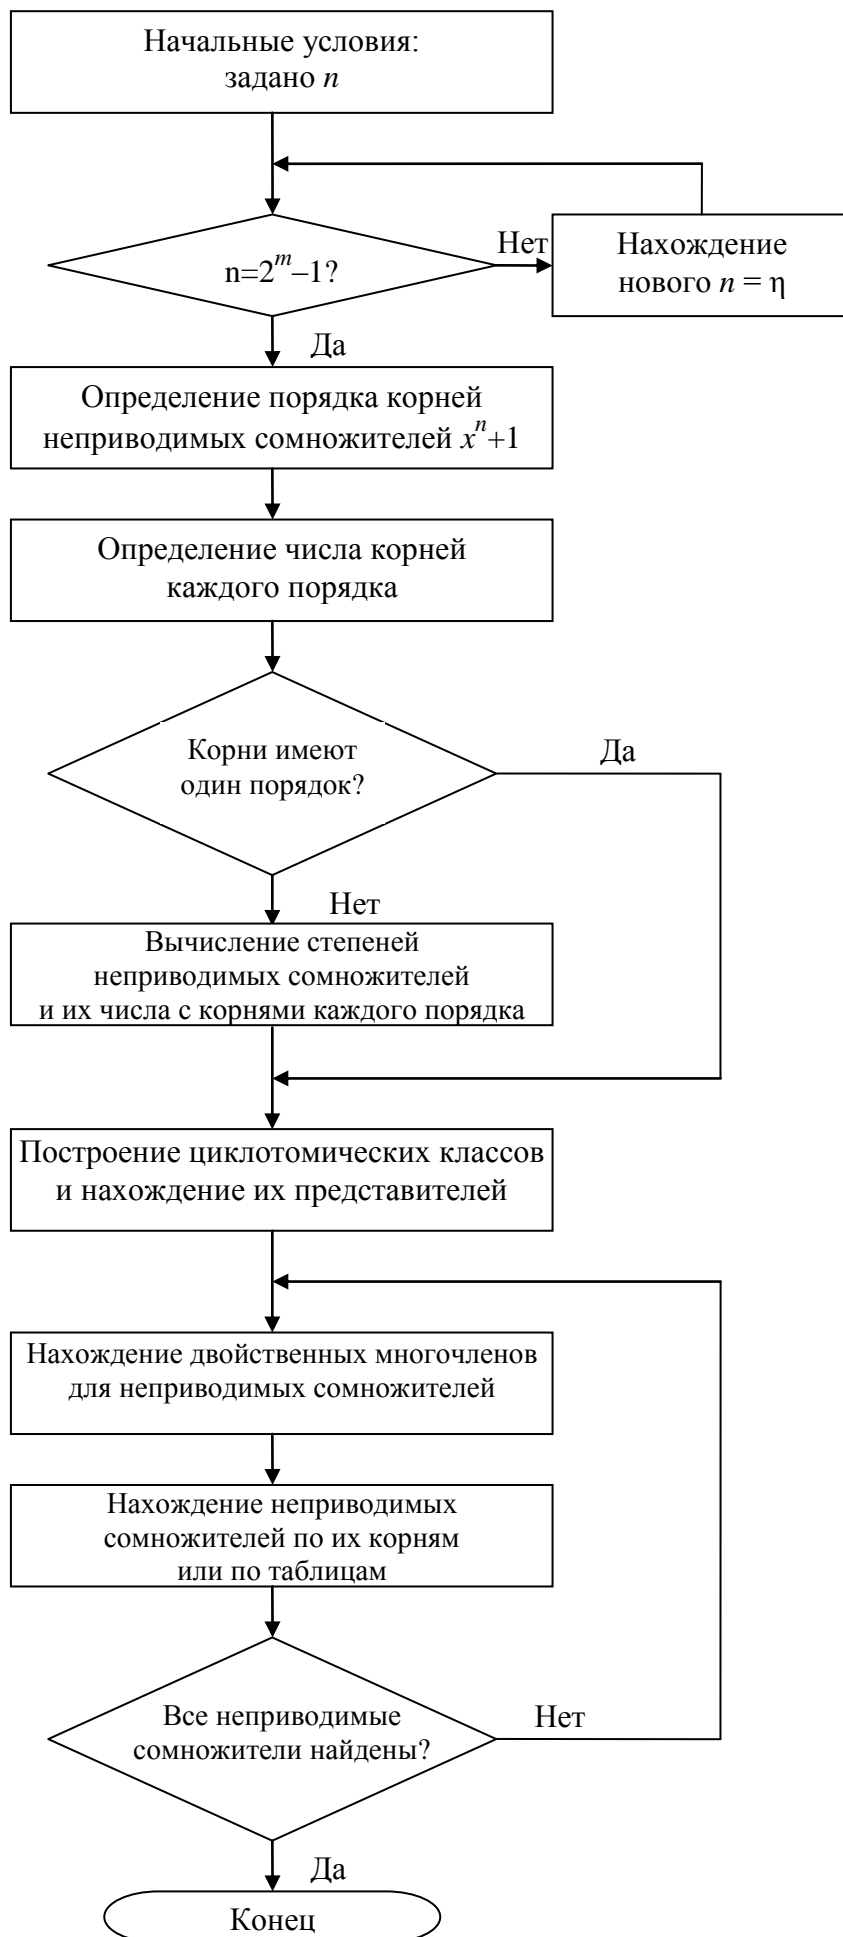 Начальные условия:
задано n
n=2^m–1?
Нет
Нахождение
нового n = η
Да
Определение порядка корней
неприводимых сомножителей x^n+1
Определение числа корней
каждого порядка
Корни имеют
один порядок?
Да
Нет
Вычисление степеней
неприводимых сомножителей
и их числа с корнями каждого порядка
Построение циклотомических классов
и нахождение их представителей
Нахождение двойственных многочленов
для неприводимых сомножителей
Нахождение неприводимых
сомножителей по их корням
или по таблицам
Все неприводимые
сомножители найдены?
Нет
Да
Конец